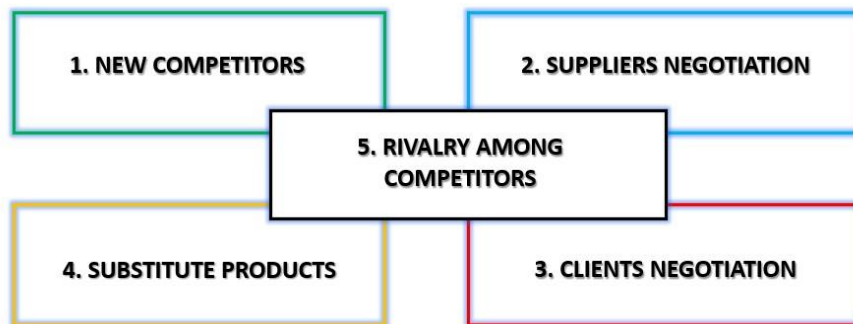 1. NEW COMPETITORS
2. SUPPLIERS NEGOTIATION
5. RIVALRY AMONG
COMPETITORS
4. SUBSTITUTE PRODUCTS
3. CLIENTS NEGOTIATION